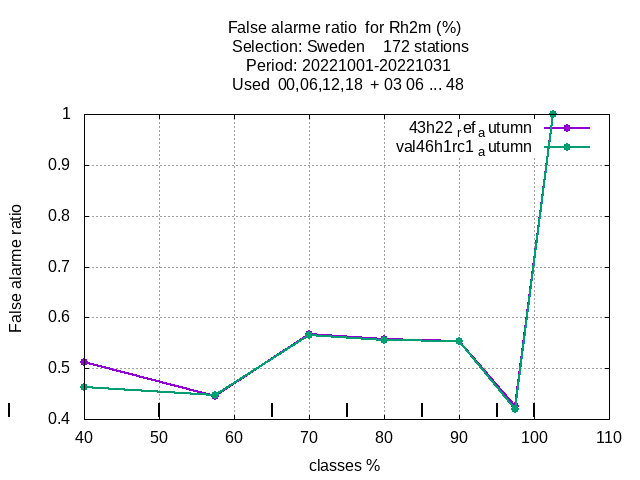 False alarme ratio  for Rh2m (%)
Selection: Sweden    172 stations
Period: 20221001-20221031
Used  00,06,12,18  + 03 06 ... 48
43h22refautumn
val46h1rc1autumn
1
0.9
0.8
0.7
0.6
0.5
0.4
False alarme ratio
40 50 60 70 80 90 100 110
classes %